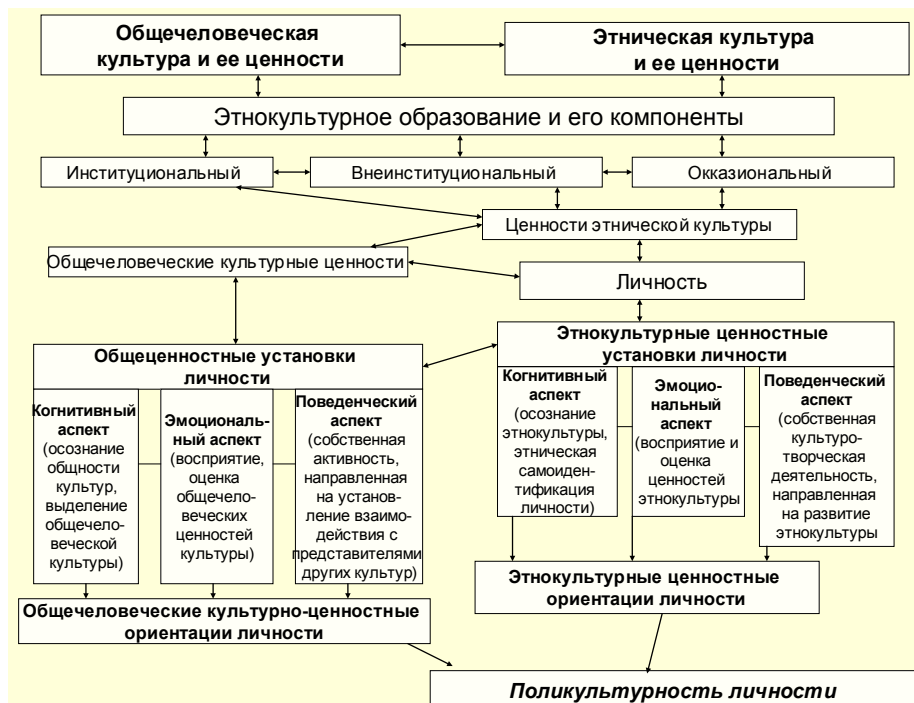 Общечеловеческая
культура и ее ценности
Этническая культура
и ее ценности
Этнокультурное образование и его компоненты
Институциональный
Внеинституциональный
Окказиональный
Ценности этнической культуры
Общечеловеческие культурные ценности
Личность
Общеценностные установки
личности
Этнокультурные ценностные
установки личности
Когнитивный
аспект
(осознание
общности
культур,
выделение
общечело-
веческой
культуры)
Эмоциональ-
ный аспект
(восприятие,
оценка
общечело-
веческих
ценностей
культуры)
Поведенческий
аспект
(собственная
активность,
направленная
на установ-
ление взаимо-
действия с
представителями
других культур)
Когнитивный
аспект
(осознание
этнокультуры,
этническая
самоиден-
тификация
личности)
Эмоцио-
нальный
аспект
(восприятие и
оценка
ценностей
этнокультуры
Поведенческий
аспект
(собственная
культуро-
творческая
деятельность,
направленная
на развитие
этнокультуры
Общечеловеческие культурно-ценностные
ориентации личности
Этнокультурные ценностные
ориентации личности
Поликультурность личности